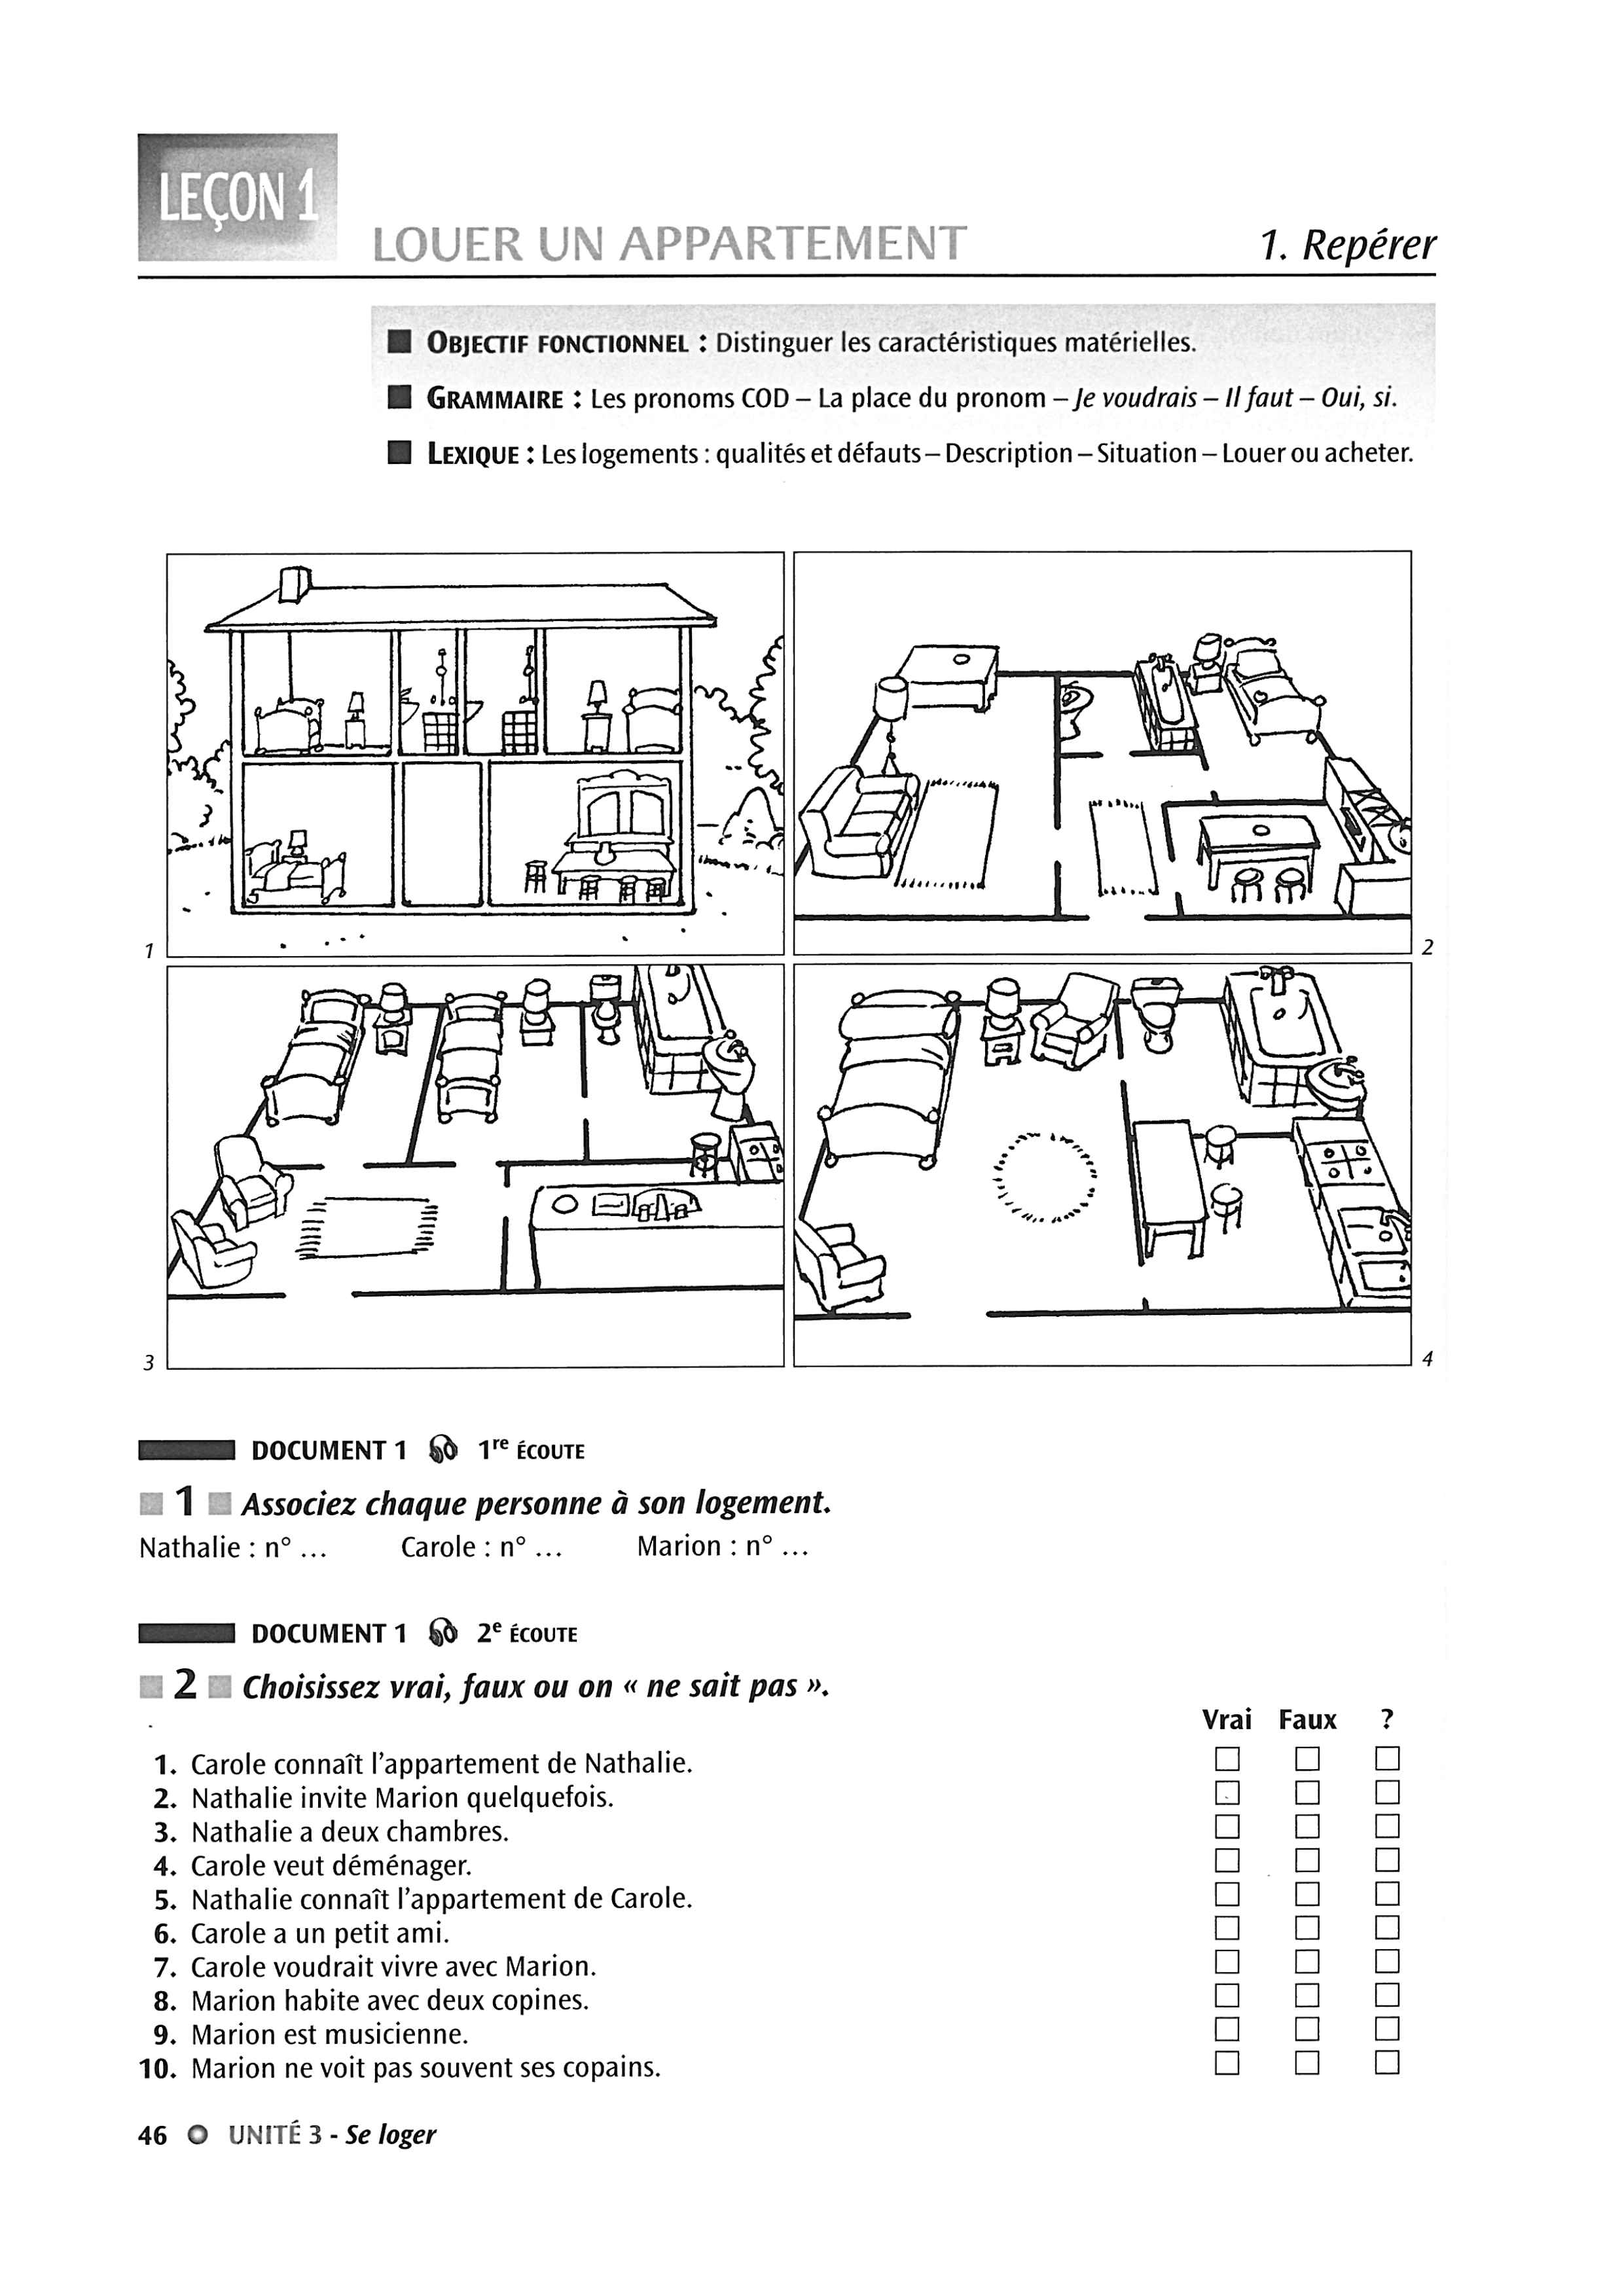 LEÇON 1
LOUER UN APPARTEMENT 1. Repérer
■ OBJECTIF FONCTIONNEL : Distinguer les caractéristiques matérielles.
■ GRAMMAIRE : Les pronoms COD – La place du pronom – Je voudrais – Il faut – Oui, si.
■ LEXIQUE : Les logements : qualités et défauts – Description – Situation – Louer ou acheter.
1
2
3
4
DOCUMENT 1 1re ÉCOUTE
1 Associez chaque personne à son logement.
Nathalie : n° ... Carole : n° ... Marion : n° ...
DOCUMENT 1 2e ÉCOUTE
2 Choisissez vrai, faux ou on « ne sait pas ».
Vrai Faux ?
1. Carole connaît l'appartement de Nathalie.
2. Nathalie invite Marion quelquefois.
3. Nathalie a deux chambres.
4. Carole veut déménager.
5. Nathalie connaît l'appartement de Carole.
6. Carole a un petit ami.
7. Carole voudrait vivre avec Marion.
8. Marion habite avec deux copines.
9. Marion est musicienne.
10. Marion ne voit pas souvent ses copains.
46 UNITÉ 3 - Se loger